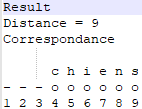 Result
Distance = 9
Correspondance
c h i e n s
- - - o o o o o o
1 2 3 4 5 6 7 8 9